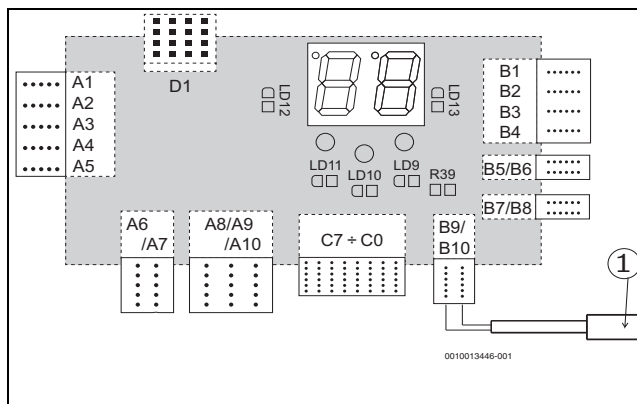 A1
A2
A3
A4
A5
D1
LD12
LD13
B1
B2
B3
B4
B5/B6
B7/B8
LD11
LD10
LD9
R39
A6
/A7
A8/A9
/A10
C7 ÷ C0
B9/
B10
1
0010013446-001